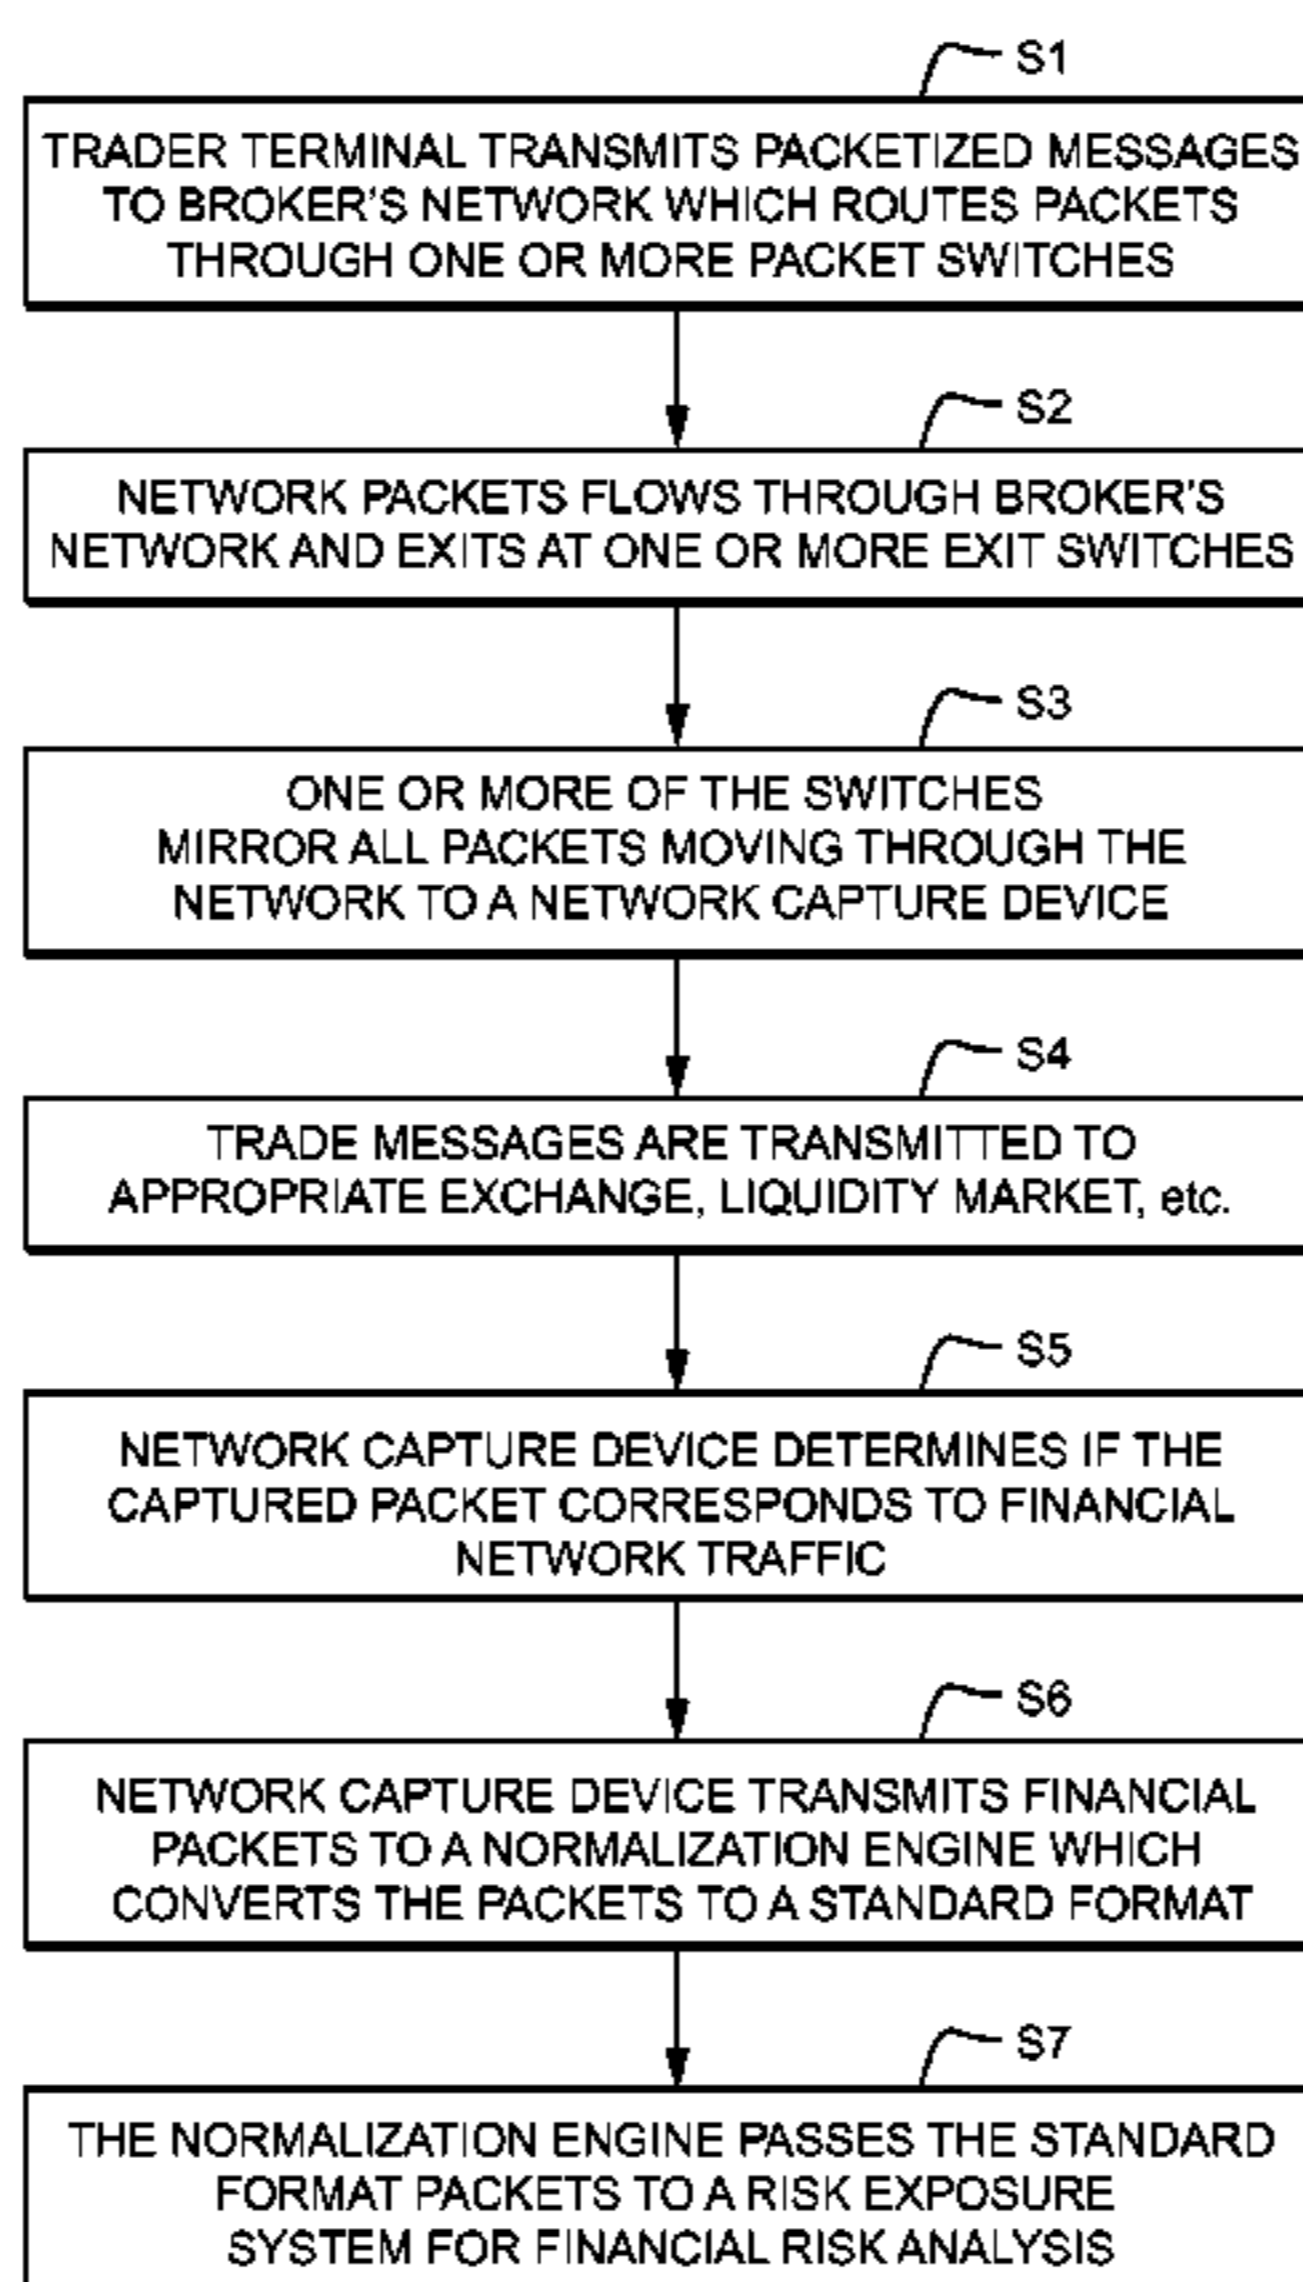 S1
TRADER TERMINAL TRANSMITS PACKETIZED MESSAGES
TO BROKER'S NETWORK WHICH ROUTES PACKETS
THROUGH ONE OR MORE PACKET SWITCHES
S2
NETWORK PACKETS FLOWS THROUGH BROKER'S
NETWORK AND EXITS AT ONE OR MORE EXIT SWITCHES
S3
ONE OR MORE OF THE SWITCHES
MIRROR ALL PACKETS MOVING THROUGH THE
NETWORK TO A NETWORK CAPTURE DEVICE
S4
TRADE MESSAGES ARE TRANSMITTED TO
APPROPRIATE EXCHANGE, LIQUIDITY MARKET, etc.
S5
NETWORK CAPTURE DEVICE DETERMINES IF THE
CAPTURED PACKET CORRESPONDS TO FINANCIAL
NETWORK TRAFFIC
S6
NETWORK CAPTURE DEVICE TRANSMITS FINANCIAL
PACKETS TO A NORMALIZATION ENGINE WHICH
CONVERTS THE PACKETS TO A STANDARD FORMAT
S7
THE NORMALIZATION ENGINE PASSES THE STANDARD
FORMAT PACKETS TO A RISK EXPOSURE
SYSTEM FOR FINANCIAL RISK ANALYSIS